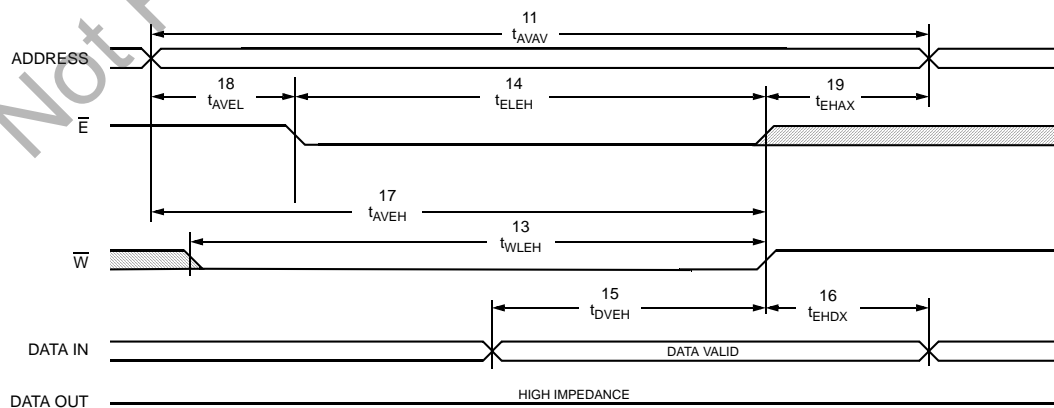 Not
11
tAVAV
ADDRESS
18
tAVEL
14
tELEH
19
tEHAX
E
17
tAVEH
13
tWLEH
W
15
tDVEH
16
tEHDX
DATA IN
DATA VALID
DATA OUT
HIGH IMPEDANCE